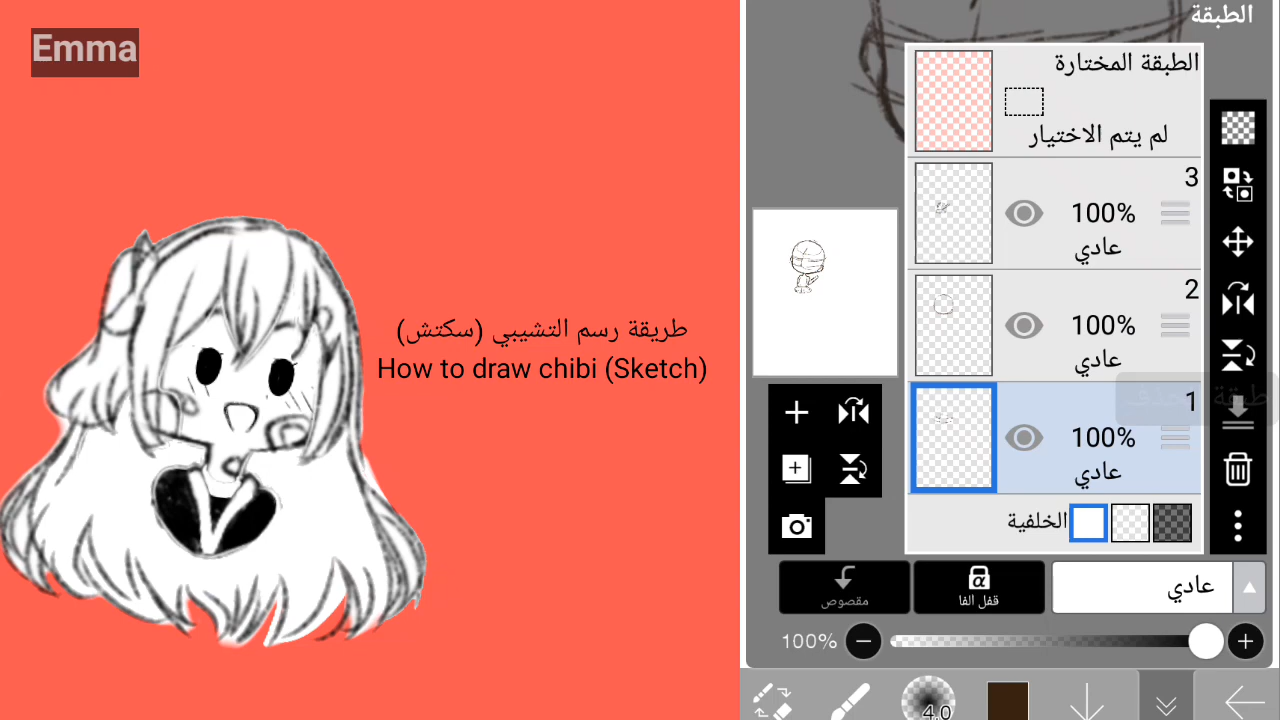 Emma
طريقة رسم التشيبي (سكتش)
How to draw chibi (Sketch)
الطبقة
الطبقة المختارة
لم يتم الاختيار
3
100%
عادي
2
100%
عادي
1
100%
عادي
الخلفية
مقصوص
قفل الفا
عادي
100%
4.0